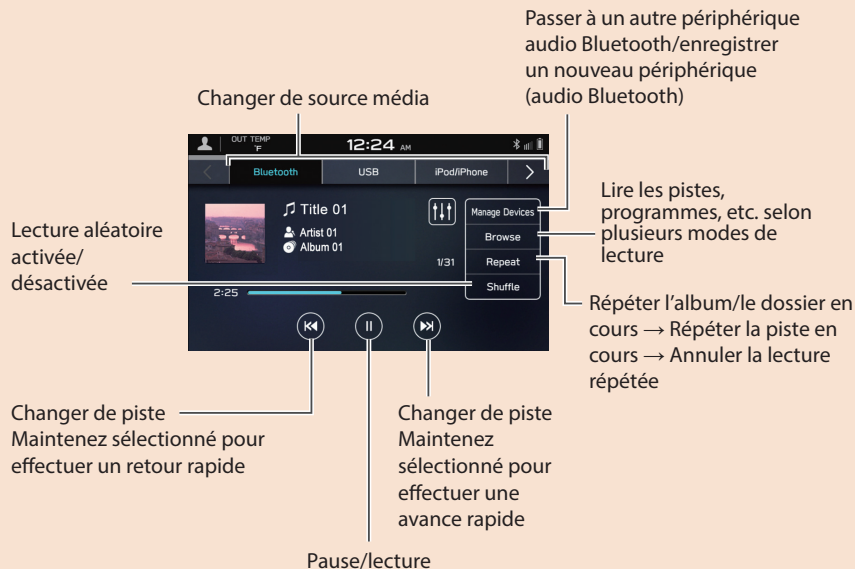 Passer à un autre périphérique
audio Bluetooth/enregistrer
un nouveau périphérique
(audio Bluetooth)
Changer de source média
OUT TEMP
°F
12:24 AM
Bluetooth
USB
iPod/iPhone
Title 01
Artist 01
Album 01
1/31
2:25
Manage Devices
Browse
Repeat
Shuffle
Lire les pistes,
programmes, etc. selon
plusieurs modes de
lecture
Lecture aléatoire
activée/
désactivée
Répéter l’album/le dossier en
cours → Répéter la piste en
cours → Annuler la lecture
répétée
Changer de piste
Maintenez sélectionné pour
effectuer un retour rapide
Changer de piste
Maintenez
sélectionné pour
effectuer une
avance rapide
Pause/lecture